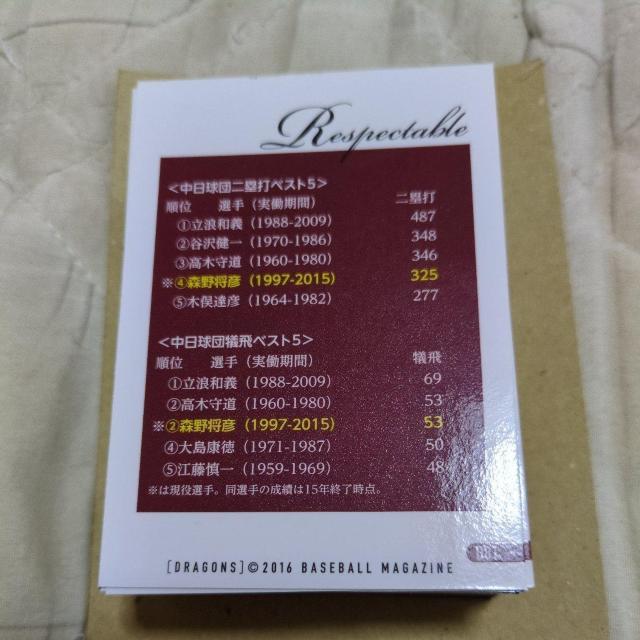 Respectable
<中日球団二塁打ベスト5>
順位 選手(実働期間) 二塁打
①立浪和義(1988-2009) 487
②谷沢健一(1970-1986) 348
③高木守道(1960-1980) 346
※④森野将彦(1997-2015) 325
⑤木俣達彦(1964-1982) 277
<中日球団犠飛ベスト5>
順位 選手(実働期間) 犠飛
①立浪和義(1988-2009) 69
②高木守道(1960-1980) 53
※②森野将彦(1997-2015) 53
④大島康徳(1971-1987) 50
⑤江藤慎一(1959-1969) 48
※は現役選手。同選手の成績は15年終了時点。
[DRAGONS]©2016 BASEBALL MAGAZINE